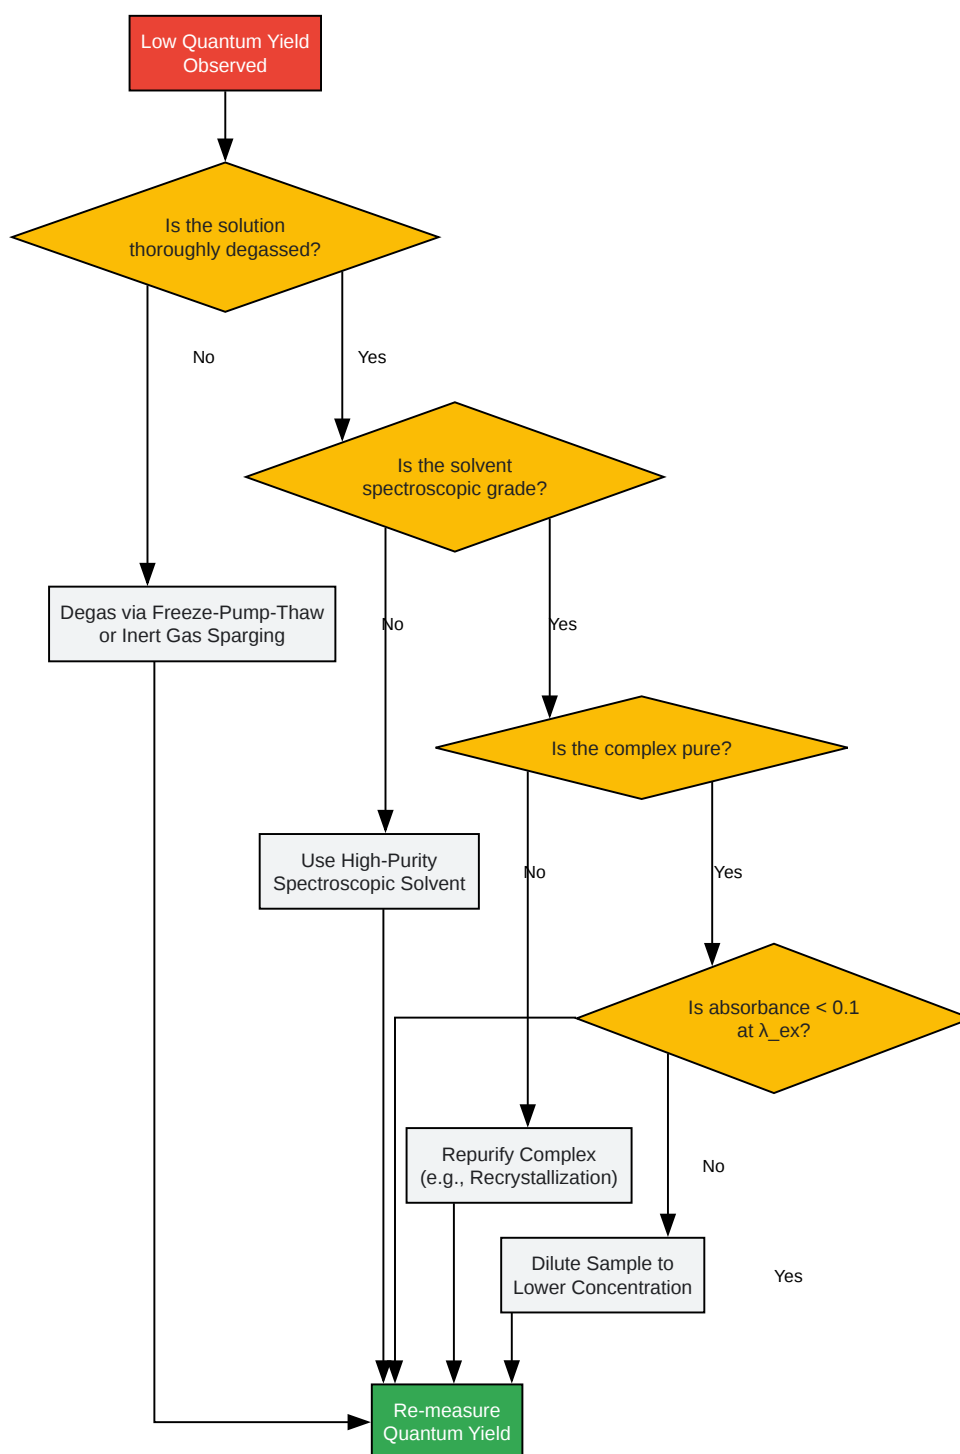 Low Quantum Yield
Observed
Is the solution
thoroughly degassed?
No
Yes
Is the solvent
spectroscopic grade?
Degas via Freeze-Pump-Thaw
or Inert Gas Sparging
No
Yes
Is the complex pure?
Use High-Purity
Spectroscopic Solvent
No
Yes
Is absorbance < 0.1
at λ_ex?
Repurify Complex
(e.g., Recrystallization)
No
Dilute Sample to
Lower Concentration
Yes
Re-measure
Quantum Yield